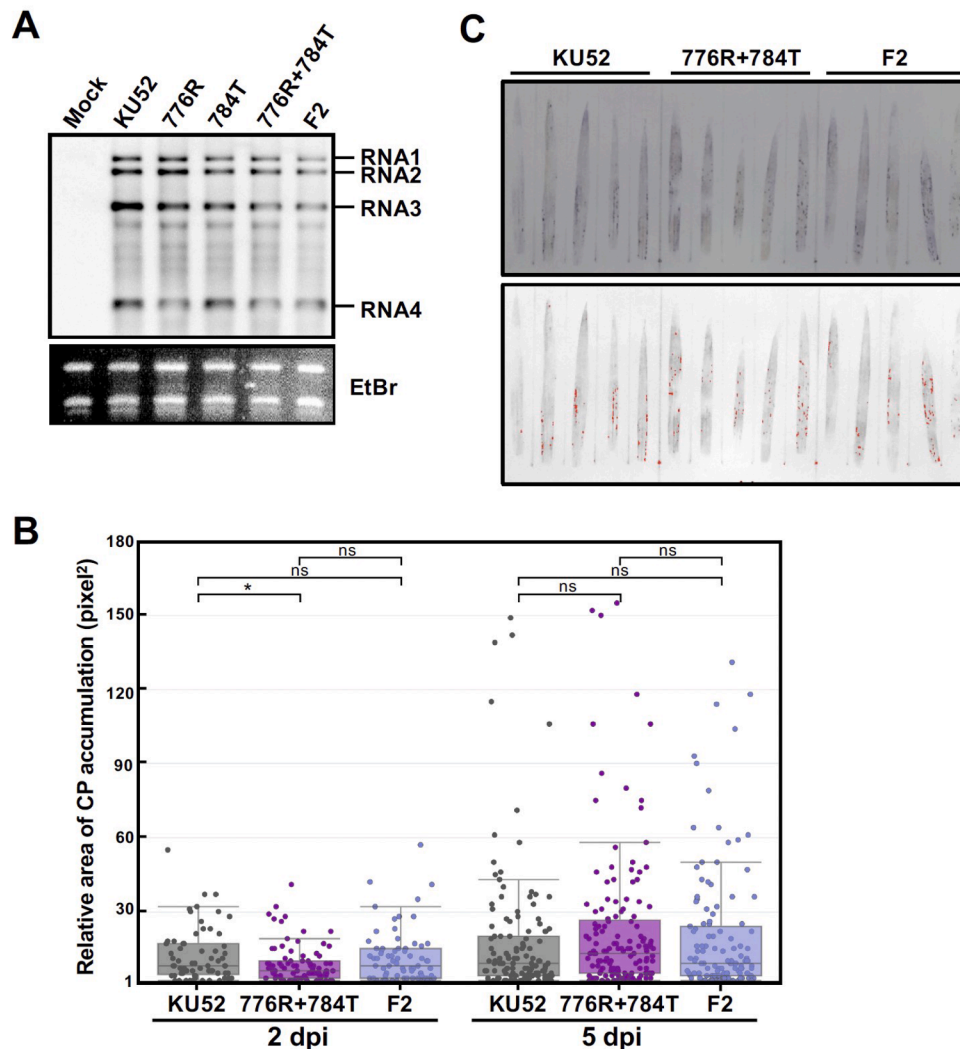 A
Mock
KU52
776R
784T
776R+784T
F2
RNA1
RNA2
RNA3
RNA4
EtBr
C
KU52 776R+784T F2
B
Relative area of CP accumulation (pixel²)
180
150
120
90
60
30
1
ns
ns
*
ns
ns
ns
KU52 776R+784T F2 KU52 776R+784T F2
2 dpi 5 dpi